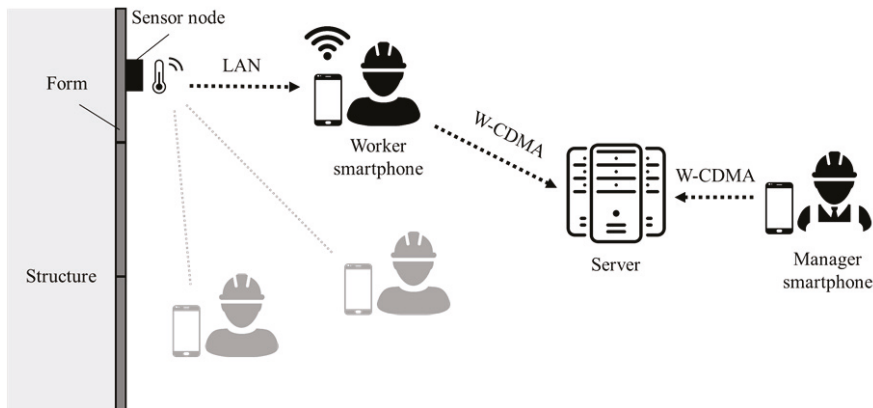 Sensor node
Form
LAN
Worker
smartphone
W-CDMA
W-CDMA
Server
Manager
smartphone
Structure